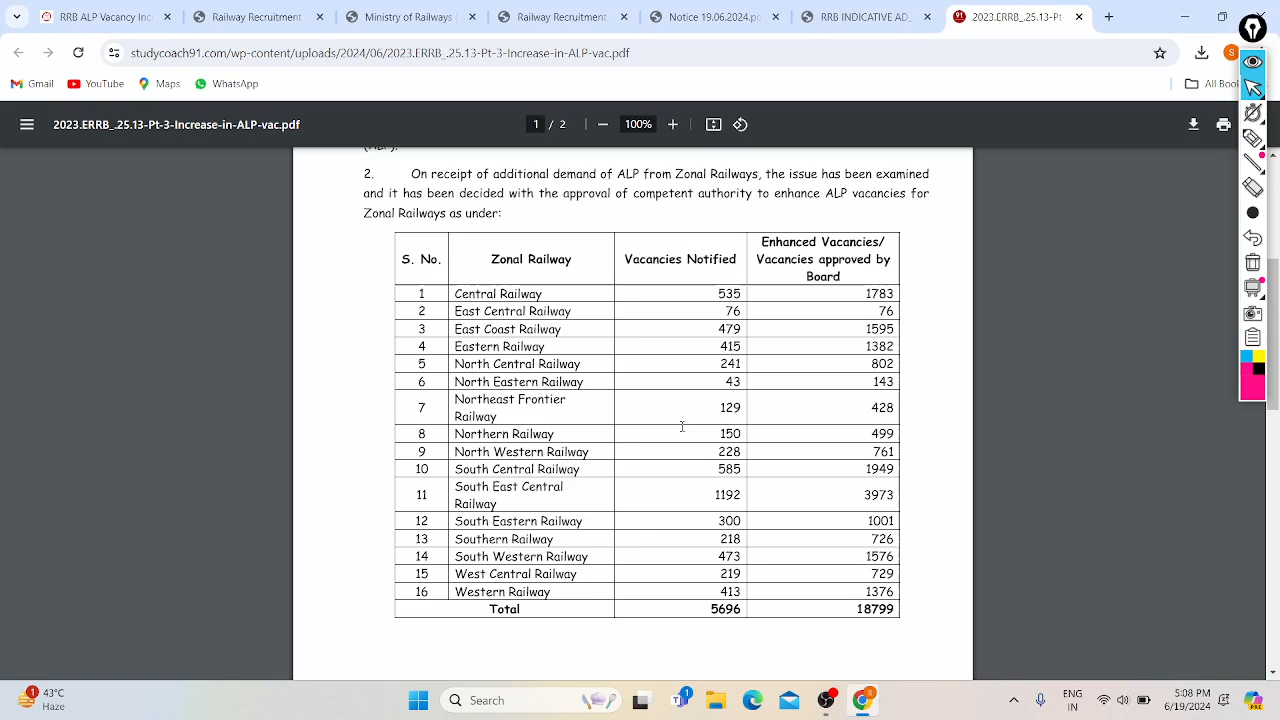 RRB ALP Vacancy Inc
Railway Recruitment
Ministry of Railways
Railway Recruitment
Notice 19.06.2024.p
RRB INDICATIVE AD_
91
2023.ERRB_.25.13-Pt
studycoach91.com/wp-content/uploads/2024/06/2023.ERRB_.25.13-Pt-3-Increase-in-ALP-vac.pdf
S
Gmail YouTube Maps WhatsApp All Book
2023.ERRB_.25.13-Pt-3-Increase-in-ALP-vac.pdf 1 / 2 100%
(ALP).
2. On receipt of additional demand of ALP from Zonal Railways, the issue has been examined
and it has been decided with the approval of competent authority to enhance ALP vacancies for
Zonal Railways as under:
S. No. Zonal Railway Vacancies Notified Enhanced Vacancies/
Vacancies approved by
Board
1 Central Railway 535 1783
2 East Central Railway 76 76
3 East Coast Railway 479 1595
4 Eastern Railway 415 1382
5 North Central Railway 241 802
6 North Eastern Railway 43 143
7 Northeast Frontier
Railway 129 428
8 Northern Railway 150 499
9 North Western Railway 228 761
10 South Central Railway 585 1949
11 South East Central
Railway 1192 3973
12 South Eastern Railway 300 1001
13 Southern Railway 218 726
14 South Western Railway 473 1576
15 West Central Railway 219 729
16 Western Railway 413 1376
Total 5696 18799
1
43°C
Haze
Search
1
S
ENG
IN
5:08 PM
6/19/2024
PRE